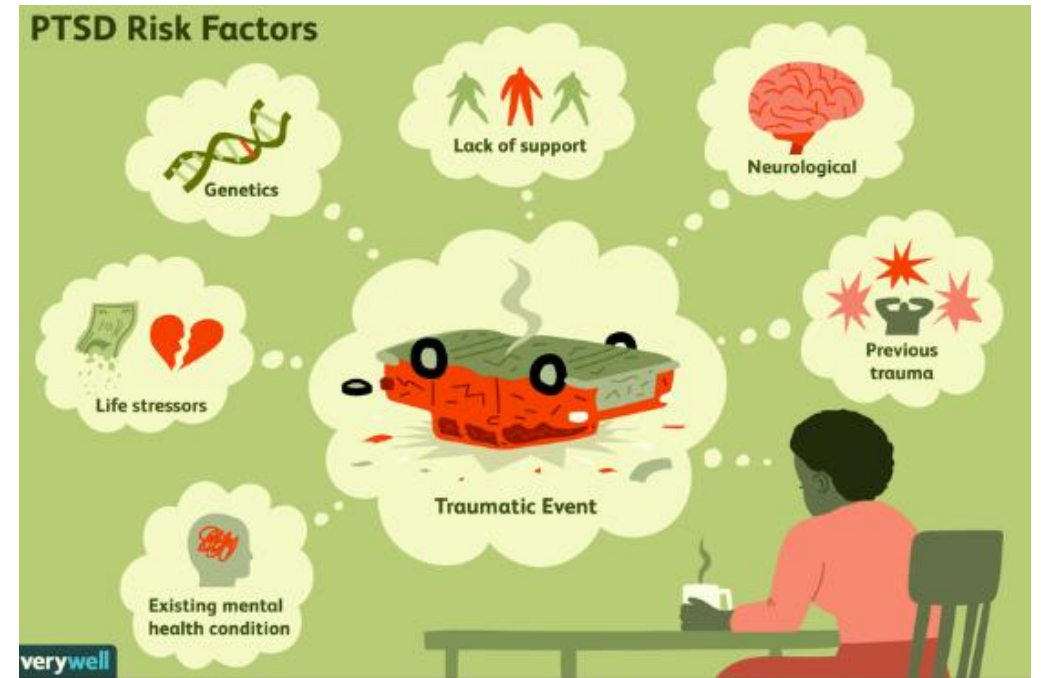 PTSD Risk Factors
Lack of support
Genetics
Neurological
Life stressors
Previous
trauma
Traumatic Event
Existing mental
health condition
verywell